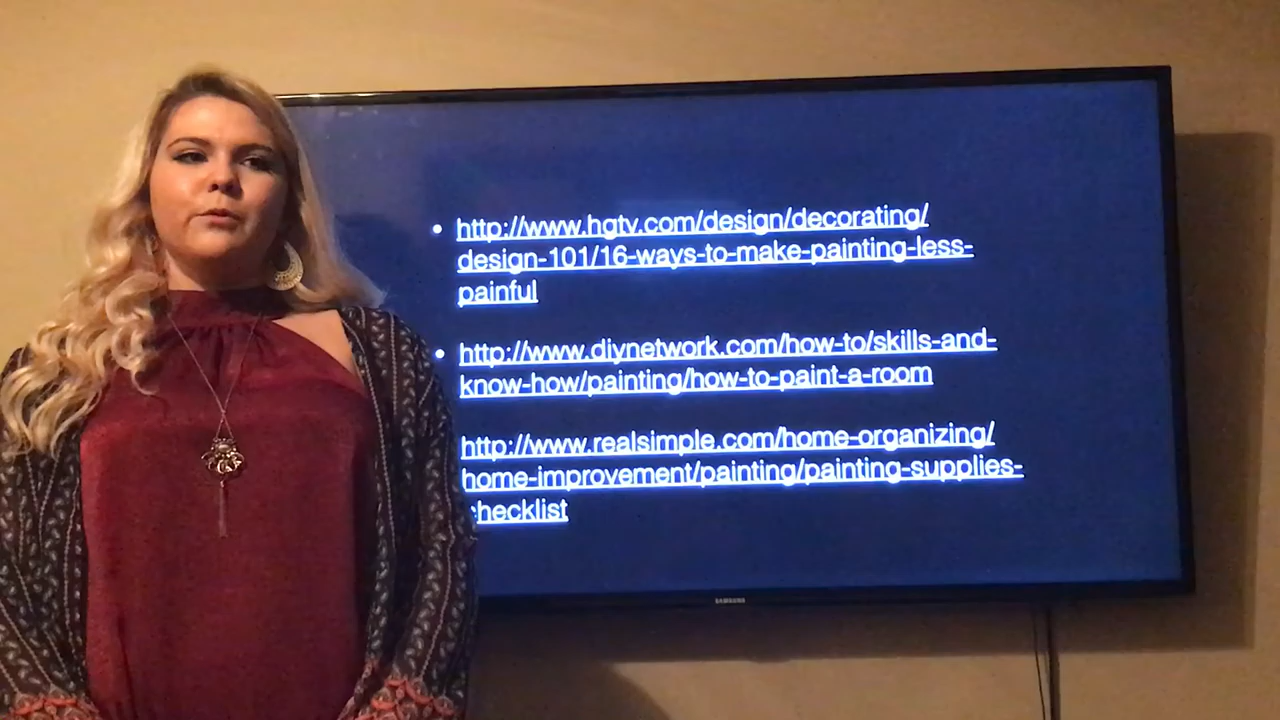 • http://www.hgtv.com/design/decorating/
design-101/16-ways-to-make-painting-less-
painful
• http://www.diynetwork.com/how-to/skills-and-
know-how/painting/how-to-paint-a-room
http://www.realsimple.com/home-organizing/
home-improvement/painting/painting-supplies-
checklist
SAMSUNG